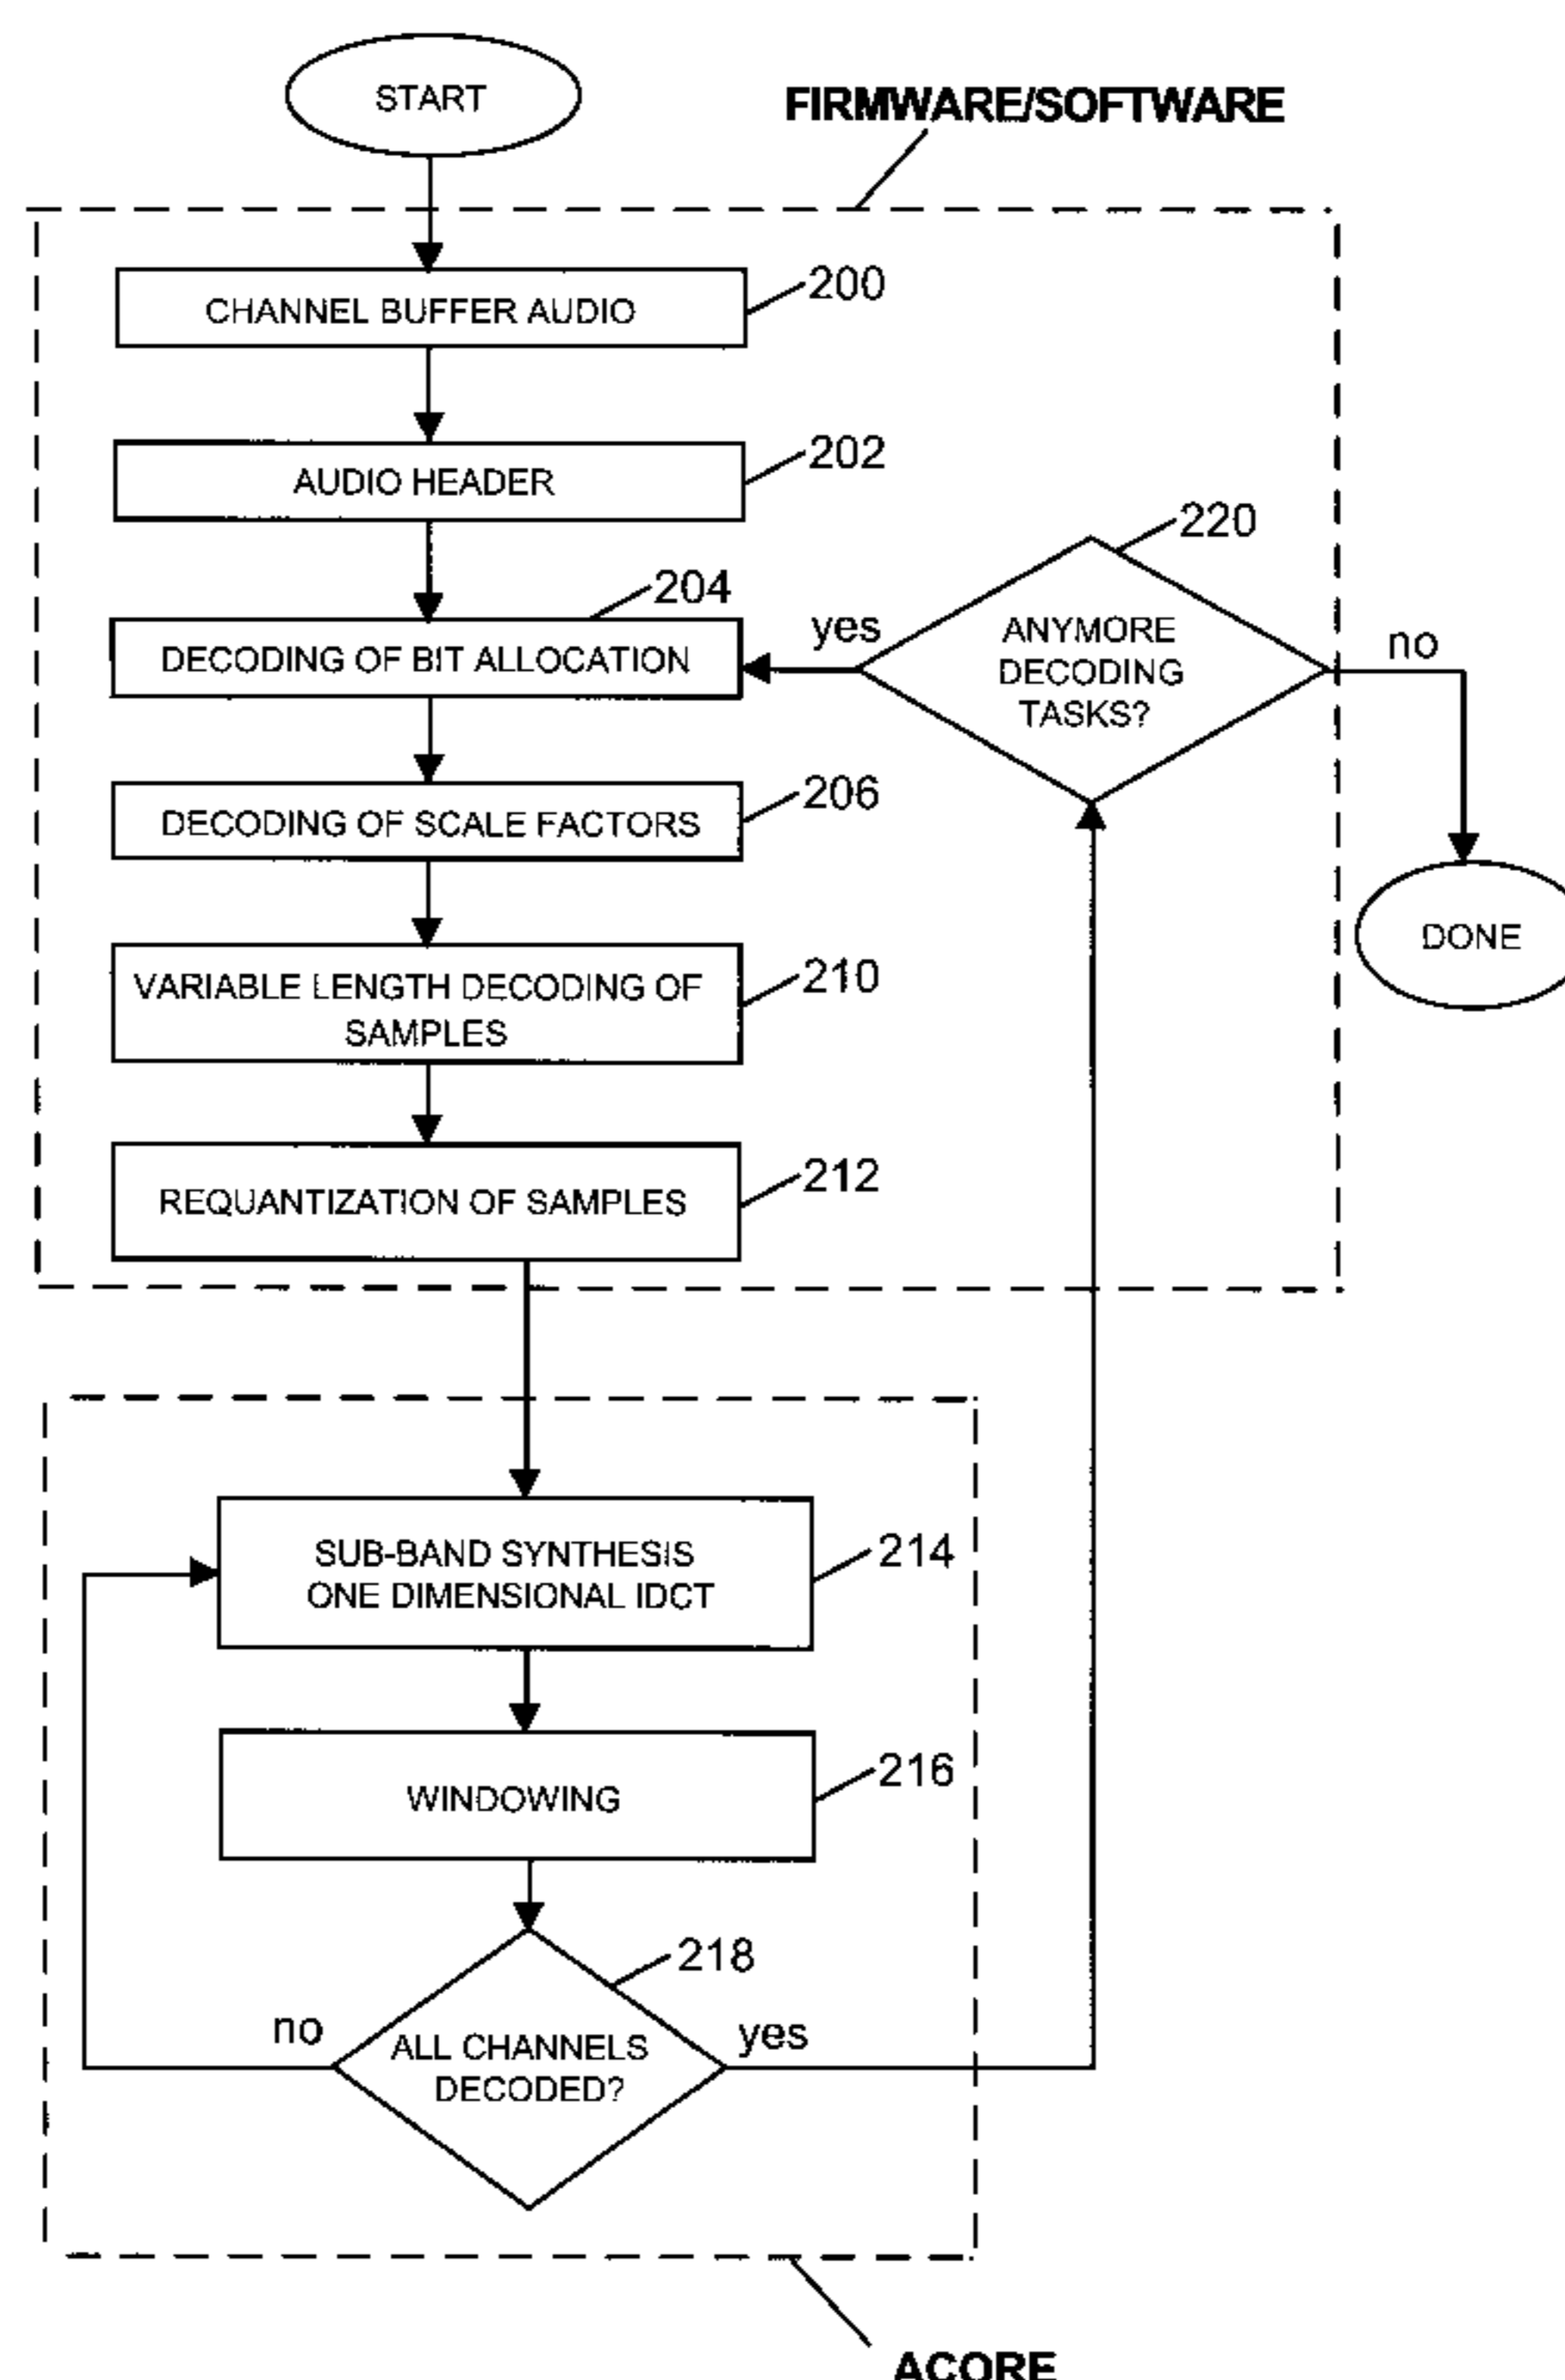 START
FIRMWARE/SOFTWARE
CHANNEL BUFFER AUDIO
200
AUDIO HEADER
202
204
DECODING OF BIT ALLOCATION
yes
220
ANYMORE
DECODING
TASKS?
no
DONE
DECODING OF SCALE FACTORS
206
VARIABLE LENGTH DECODING OF
SAMPLES
210
REQUANTIZATION OF SAMPLES
212
SUB-BAND SYNTHESIS
ONE DIMENSIONAL IDCT
214
WINDOWING
216
218
no
ALL CHANNELS
DECODED?
yes
ACORE